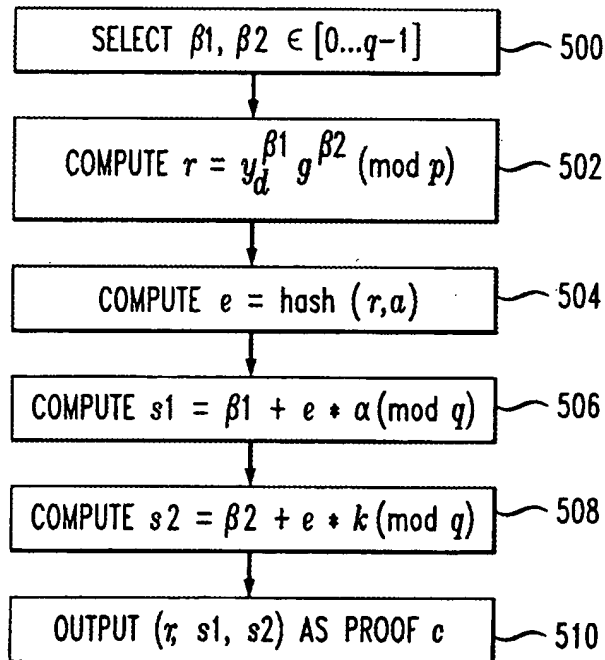 SELECT β1, β2 ∈ [0...q−1]
500
COMPUTE r = y_d^β1 g^β2 (mod p)
502
COMPUTE e = hash (r,a)
504
COMPUTE s1 = β1 + e * α(mod q)
506
COMPUTE s2 = β2 + e * k(mod q)
508
OUTPUT (r, s1, s2) AS PROOF c
510